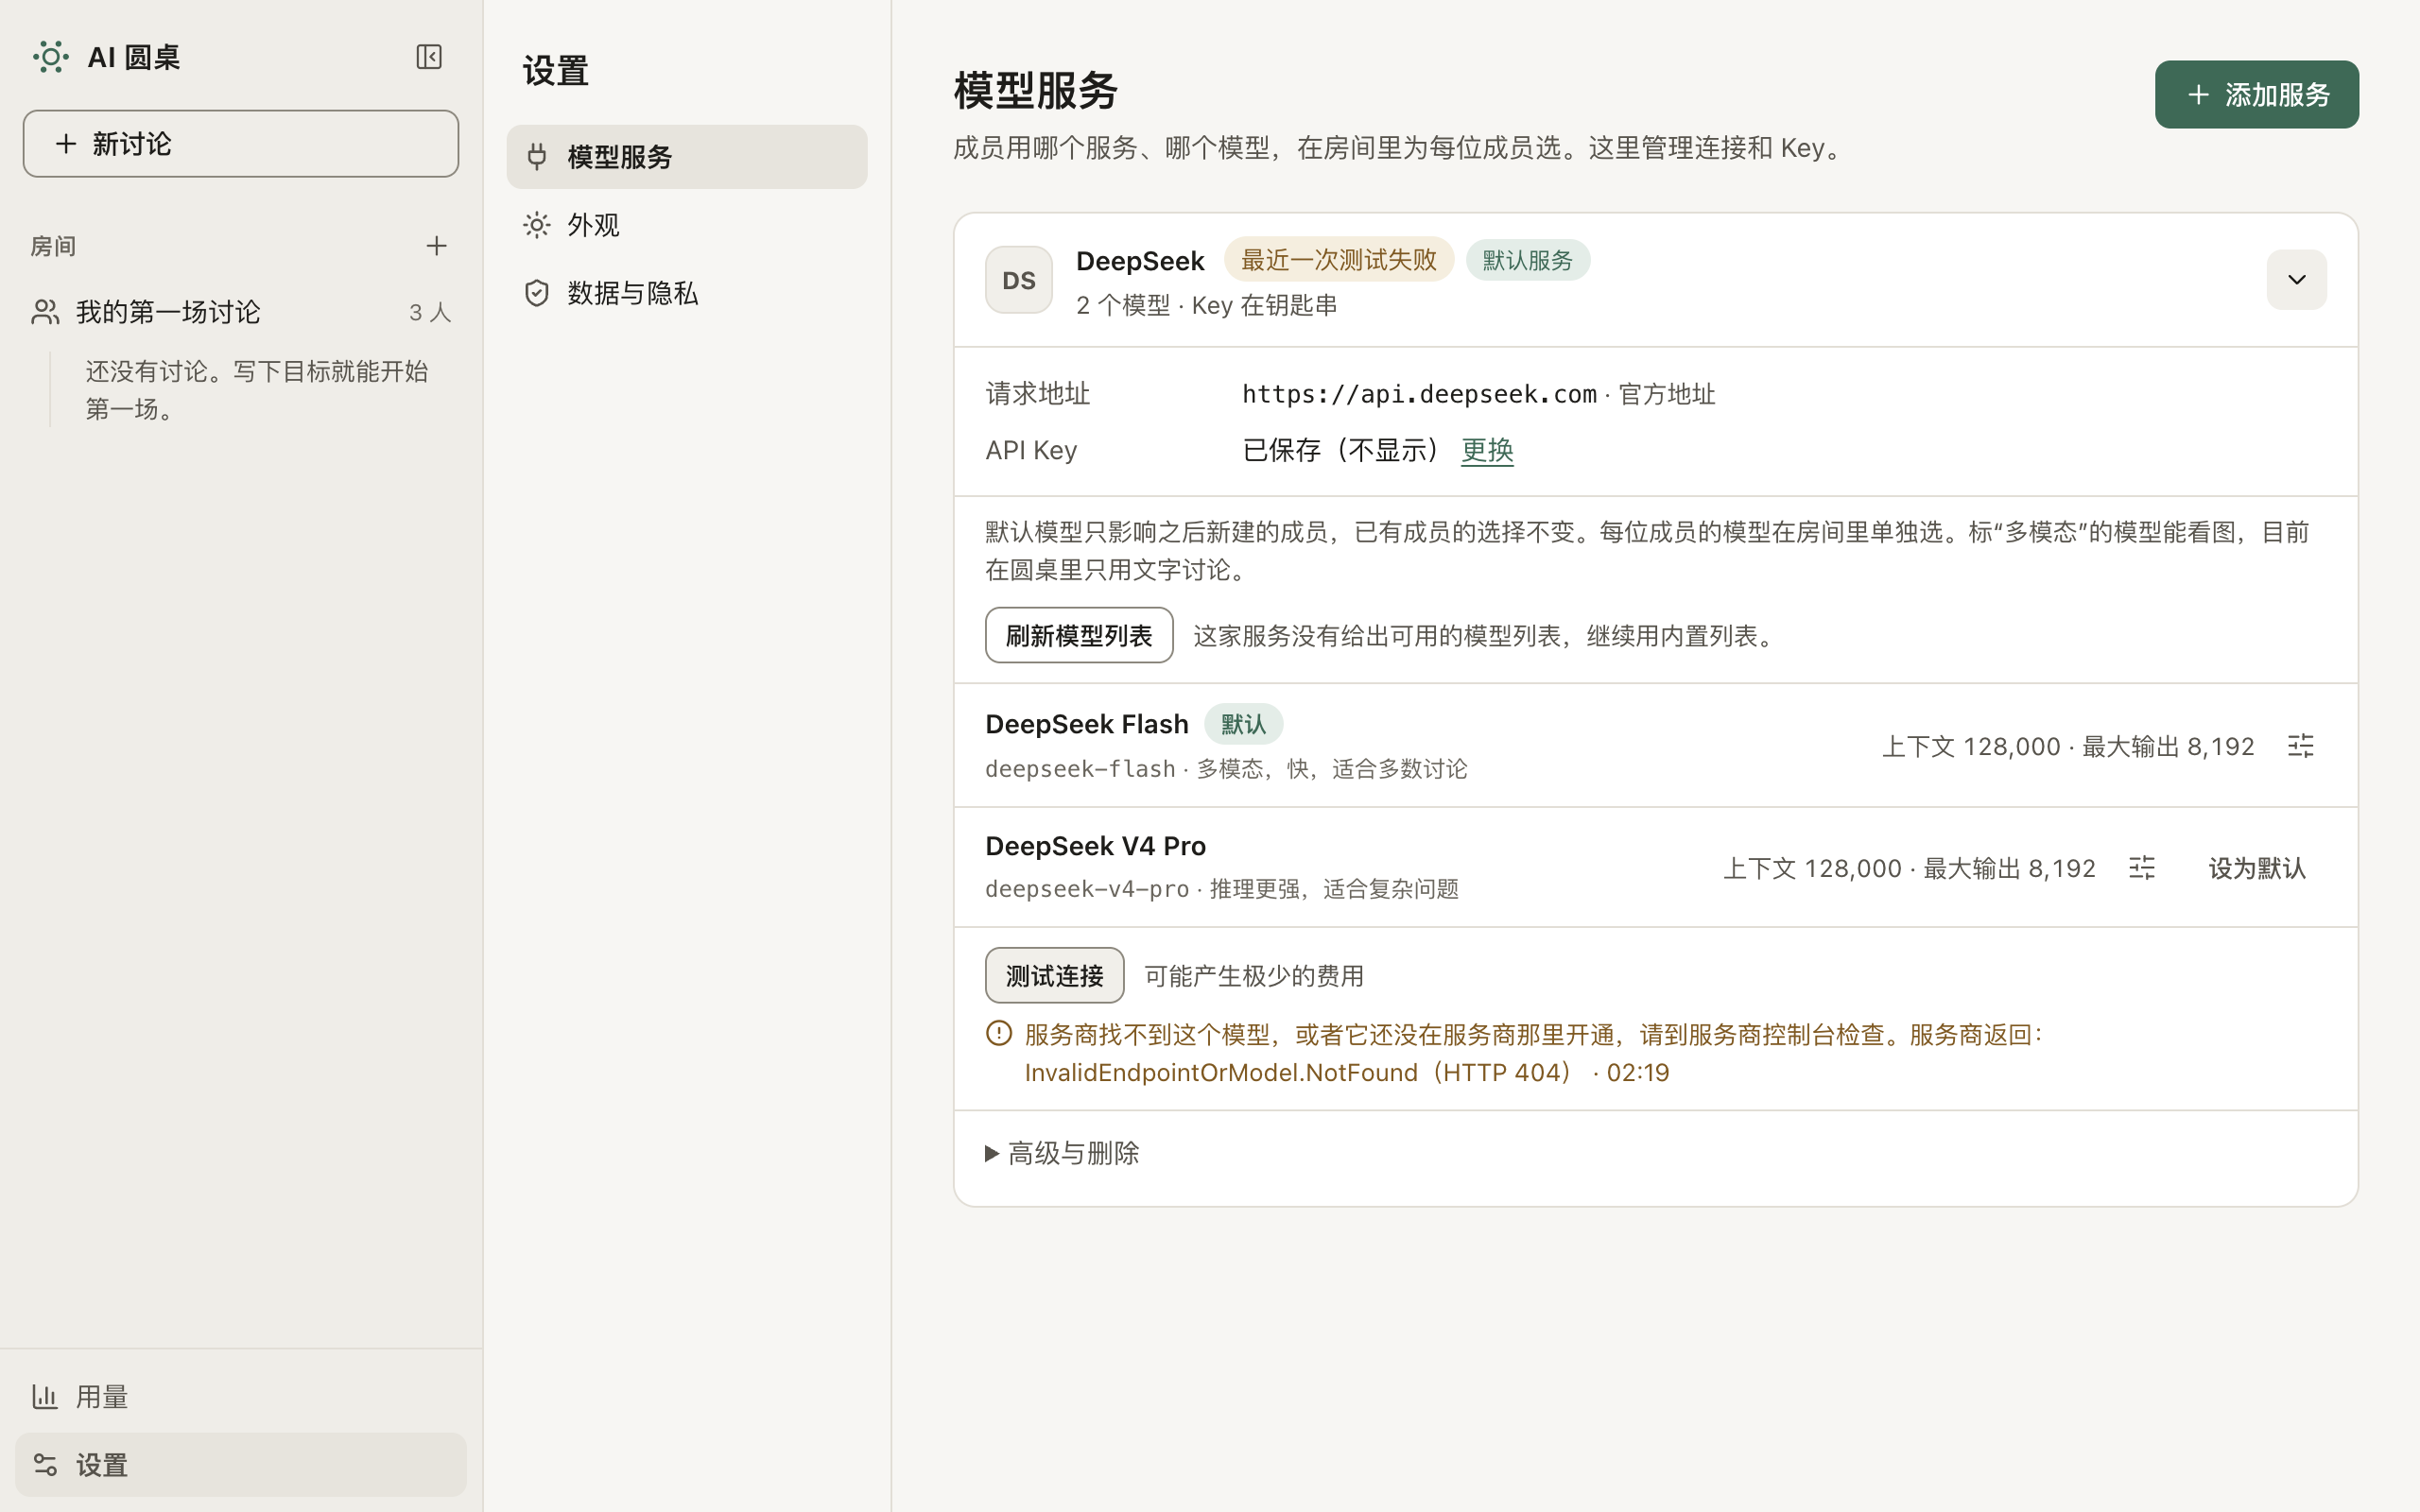 AI 圆桌
新讨论
房间
我的第一场讨论 3 人
还没有讨论。写下目标就能开始
第一场。
用量
设置
设置
模型服务
外观
数据与隐私
模型服务
添加服务
成员用哪个服务、哪个模型，在房间里为每位成员选。这里管理连接和 Key。
DS
DeepSeek 最近一次测试失败 默认服务
2 个模型 · Key 在钥匙串
请求地址 https://api.deepseek.com · 官方地址
API Key 已保存（不显示） 更换
默认模型只影响之后新建的成员，已有成员的选择不变。每位成员的模型在房间里单独选。标“多模态”的模型能看图，目前
在圆桌里只用文字讨论。
刷新模型列表 这家服务没有给出可用的模型列表，继续用内置列表。
DeepSeek Flash 默认
deepseek-flash · 多模态，快，适合多数讨论
上下文 128,000 · 最大输出 8,192
DeepSeek V4 Pro
deepseek-v4-pro · 推理更强，适合复杂问题
上下文 128,000 · 最大输出 8,192 设为默认
测试连接 可能产生极少的费用
服务商找不到这个模型，或者它还没在服务商那里开通，请到服务商控制台检查。服务商返回：
InvalidEndpointOrModel.NotFound（HTTP 404） · 02:19
高级与删除